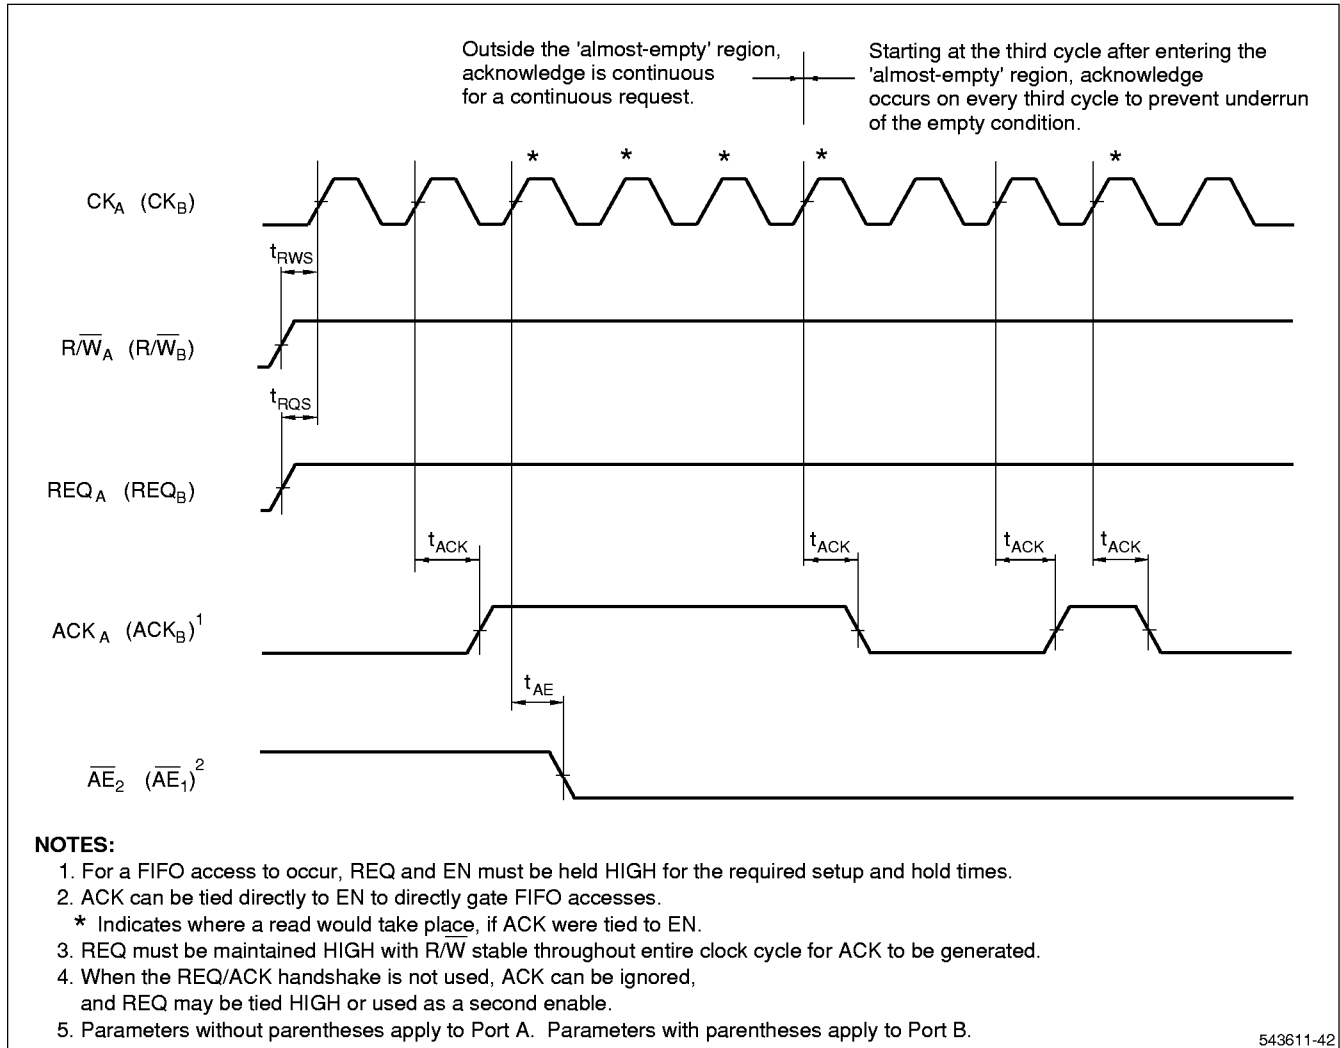 Outside the 'almost-empty' region,
acknowledge is continuous
for a continuous request.
Starting at the third cycle after entering the
'almost-empty' region, acknowledge
occurs on every third cycle to prevent underrun
of the empty condition.
* * * * *
CKA (CKB)
tRWS
R/W̅A (R/W̅B)
tRQS
REQA (REQB)
tACK tACK tACK tACK
ACKA (ACKB)1
tAE
A̅E̅2 (A̅E̅1)2
NOTES:
1. For a FIFO access to occur, REQ and EN must be held HIGH for the required setup and hold times.
2. ACK can be tied directly to EN to directly gate FIFO accesses.
* Indicates where a read would take place, if ACK were tied to EN.
3. REQ must be maintained HIGH with R/W̅ stable throughout entire clock cycle for ACK to be generated.
4. When the REQ/ACK handshake is not used, ACK can be ignored,
and REQ may be tied HIGH or used as a second enable.
5. Parameters without parentheses apply to Port A. Parameters with parentheses apply to Port B.
543611-42